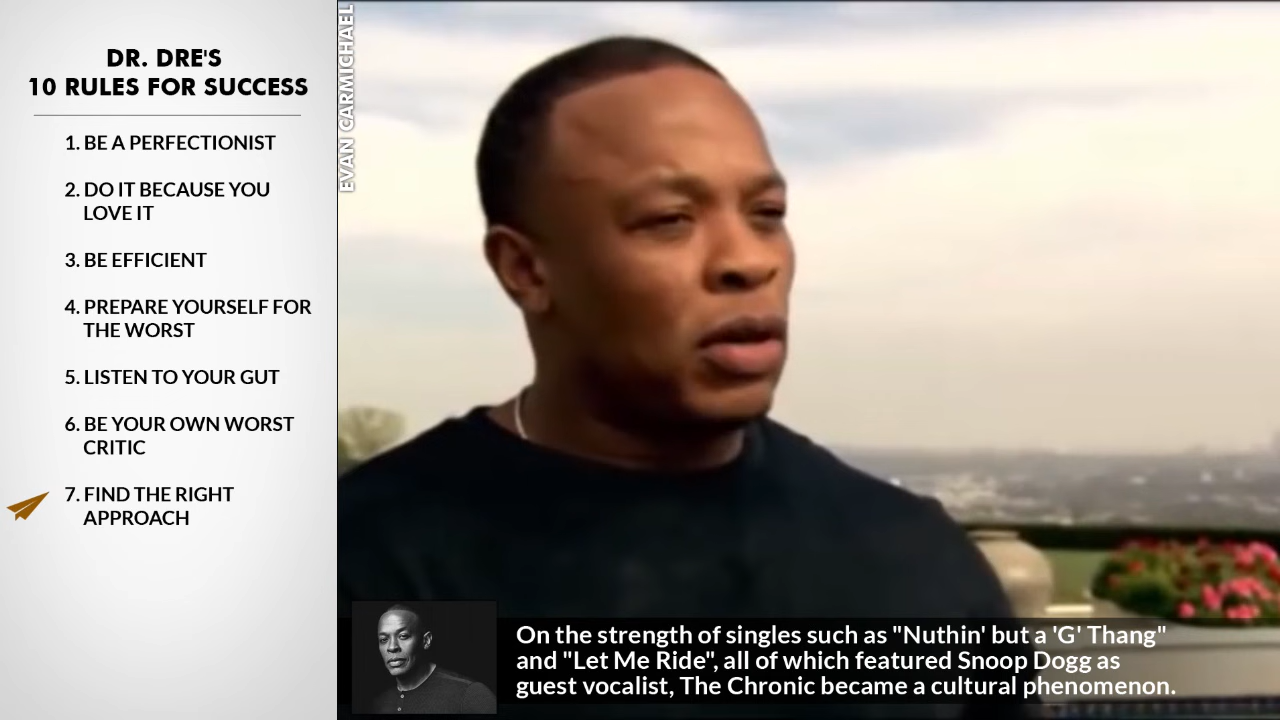 DR. DRE'S
10 RULES FOR SUCCESS
1. BE A PERFECTIONIST
2. DO IT BECAUSE YOU
LOVE IT
3. BE EFFICIENT
4. PREPARE YOURSELF FOR
THE WORST
5. LISTEN TO YOUR GUT
6. BE YOUR OWN WORST
CRITIC
7. FIND THE RIGHT
APPROACH
EVAN CARMICHAEL
On the strength of singles such as "Nuthin' but a 'G' Thang"
and "Let Me Ride", all of which featured Snoop Dogg as
guest vocalist, The Chronic became a cultural phenomenon.